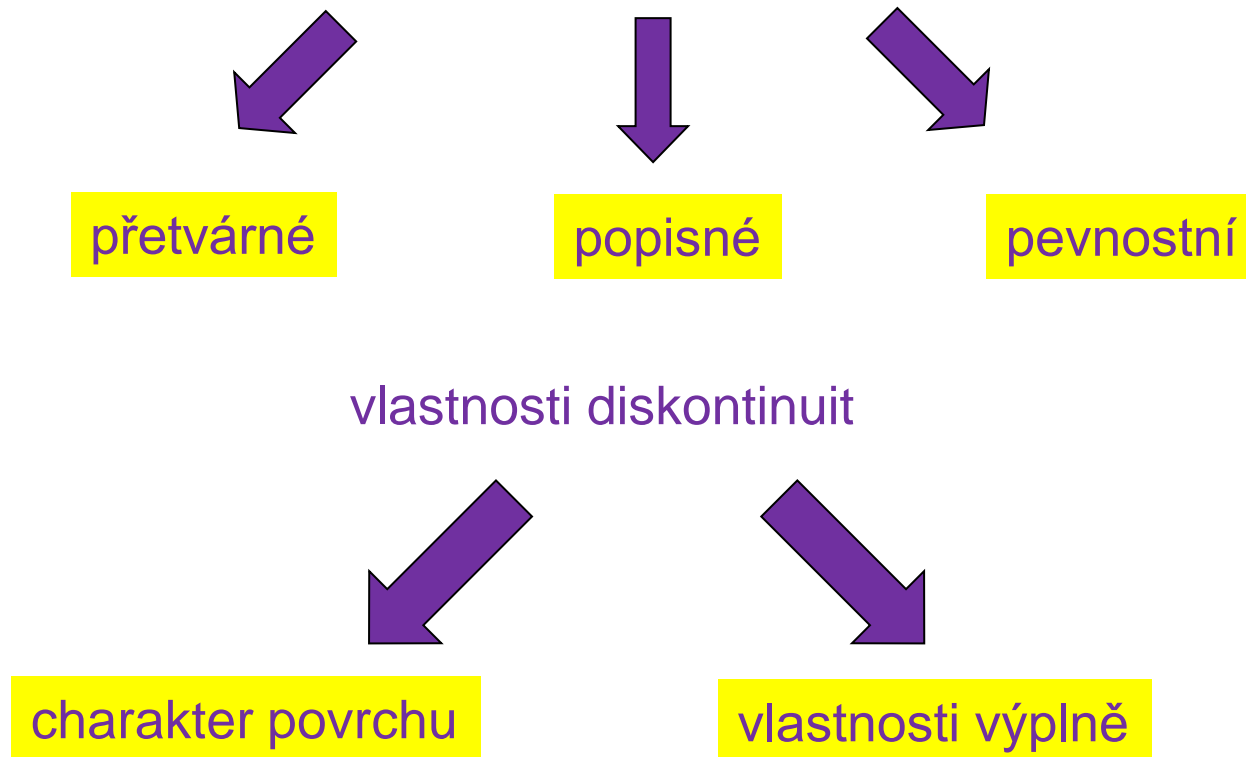 přetvárné
popisné
pevnostní
vlastnosti diskontinuit
charakter povrchu
vlastnosti výplně